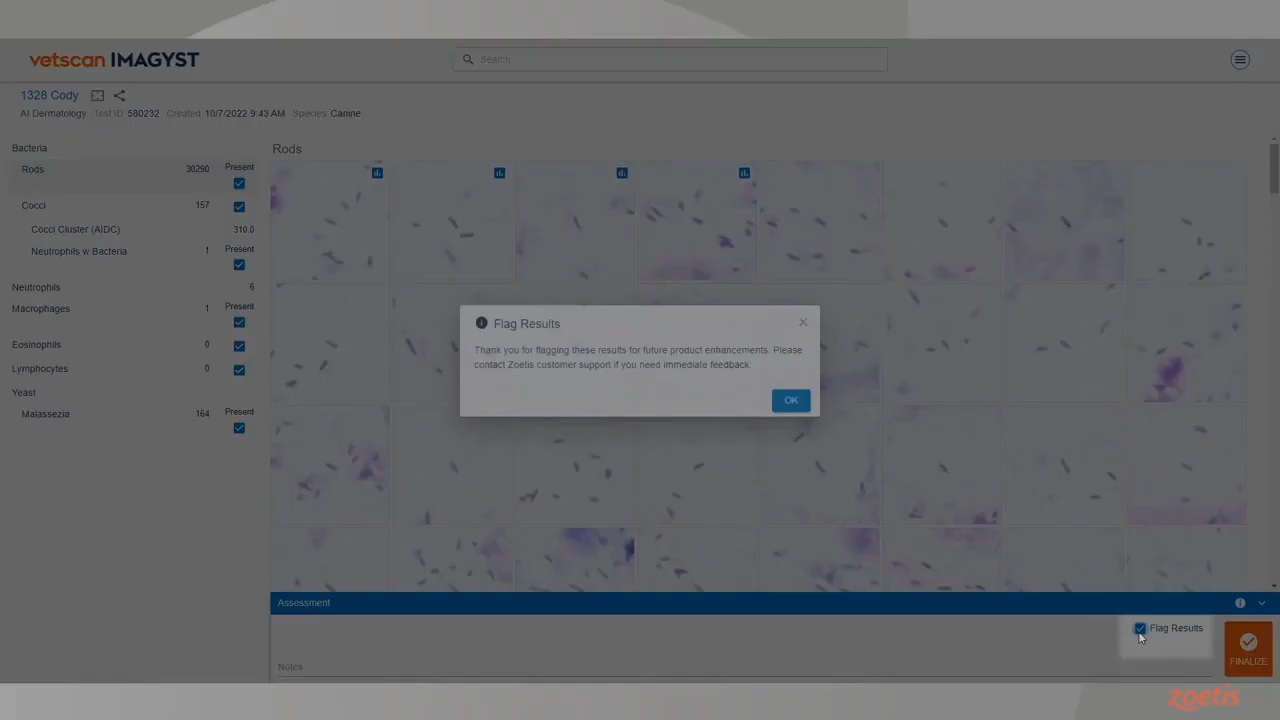 vetscan IMAGYST
Search
1328 Cody
AI Dermatology Test ID 580232 Created 10/7/2022 9:43 AM Species Canine
Bacteria
Rods 30290 Present
Cocci 157
Cocci Cluster (AIDC) 310.0
Neutrophils w Bacteria 1 Present
Neutrophils 6
Macrophages 1 Present
Eosinophils 0
Lymphocytes 0
Yeast
Malassezia 164 Present
Rods
Flag Results
Thank you for flagging these results for future product enhancements. Please
contact Zoetis customer support if you need immediate feedback.
OK
Assessment
Flag Results
Notes
FINALIZE
zoetis